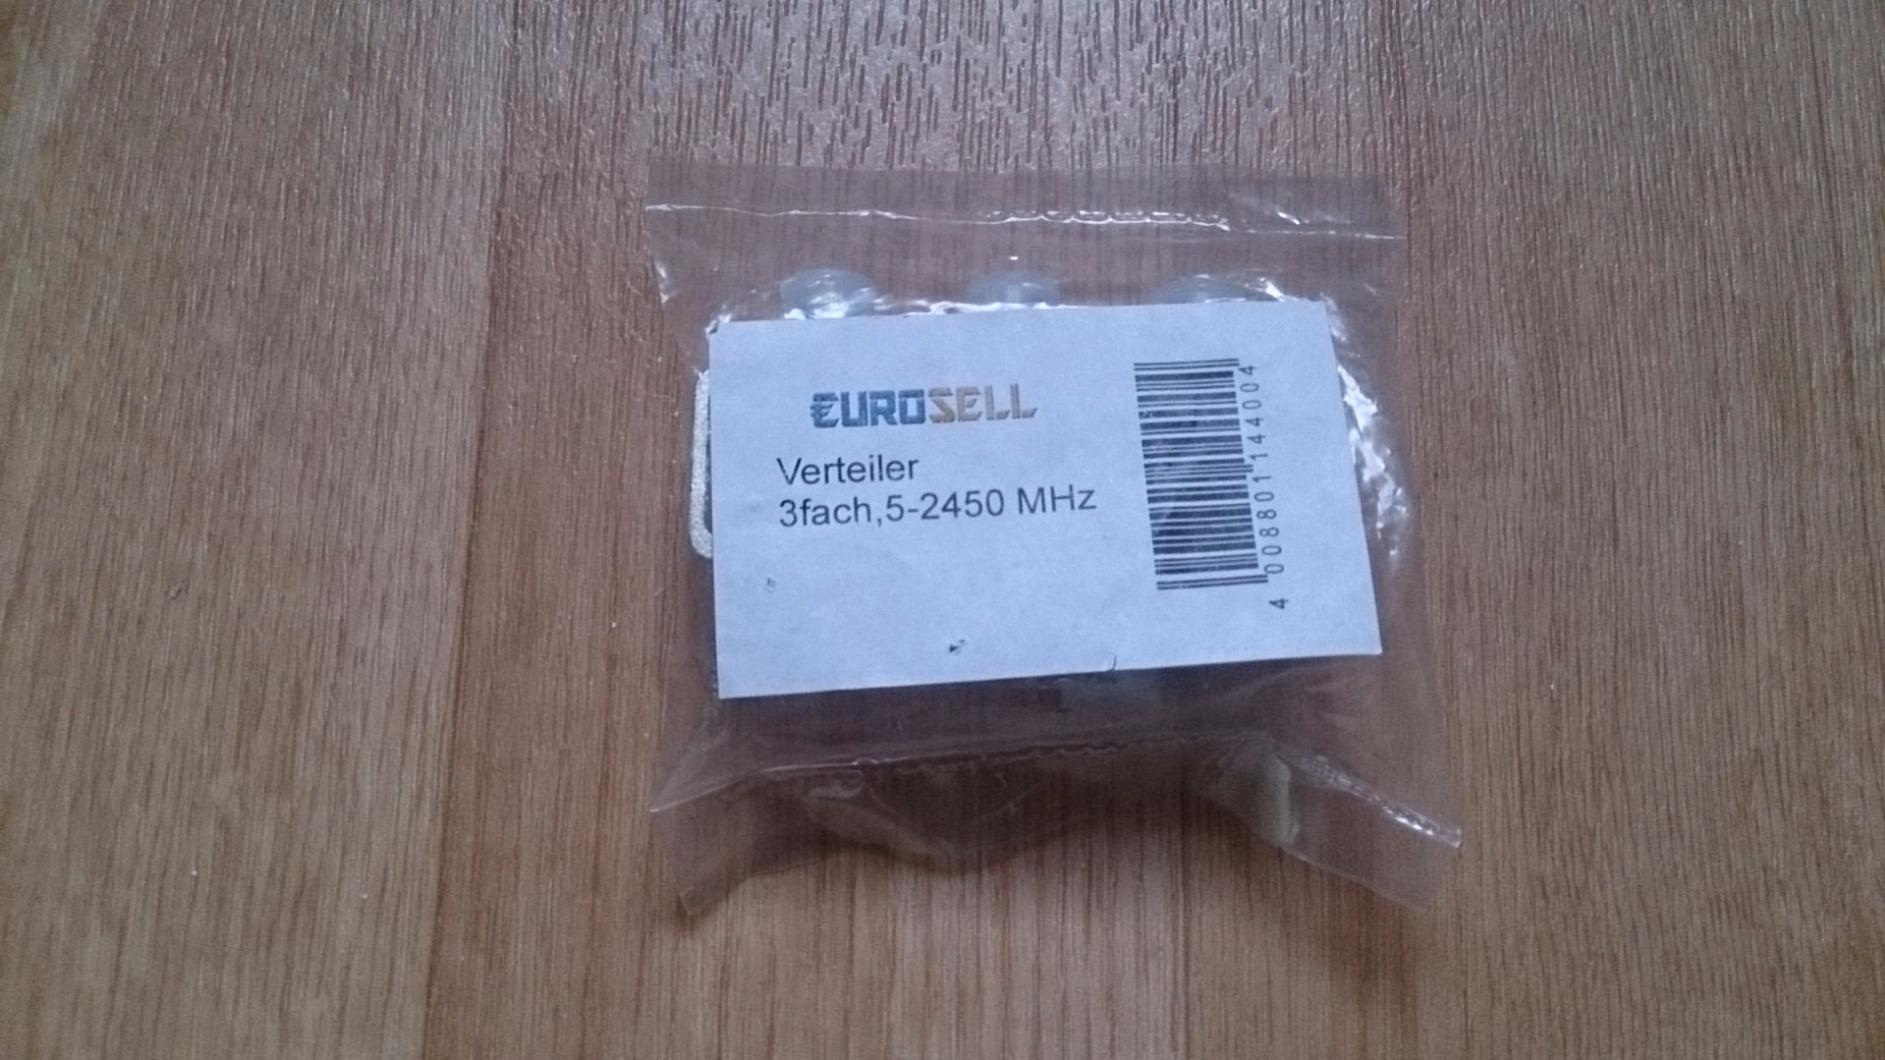 EUROSELL
Verteiler
3fach,5-2450 MHz
4 008801 144004